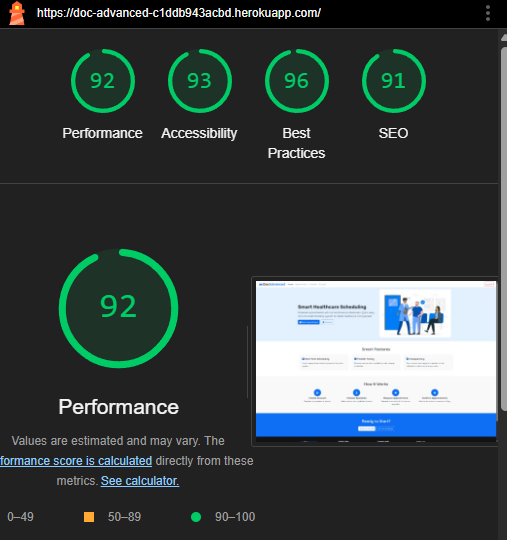 https://doc-advanced-c1ddb943acbd.herokuapp.com/
92
93
96
91
Performance
Accessibility
Best
Practices
SEO
92
Performance
Values are estimated and may vary. The
formance score is calculated directly from these
metrics. See calculator.
0–49
50–89
90–100
Smart Healthcare Scheduling
Smart Features
How It Works
Ready to Start?